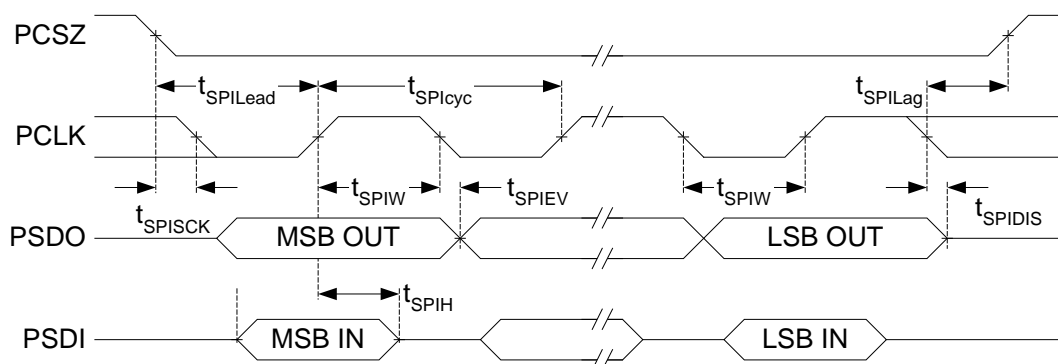 PCSZ
tSPILead
tSPIcyc
tSPILag
PCLK
tSPIW
tSPIEV
tSPIW
tSPISCK
tSPIDIS
PSDO
MSB OUT
LSB OUT
tSPIH
PSDI
MSB IN
LSB IN